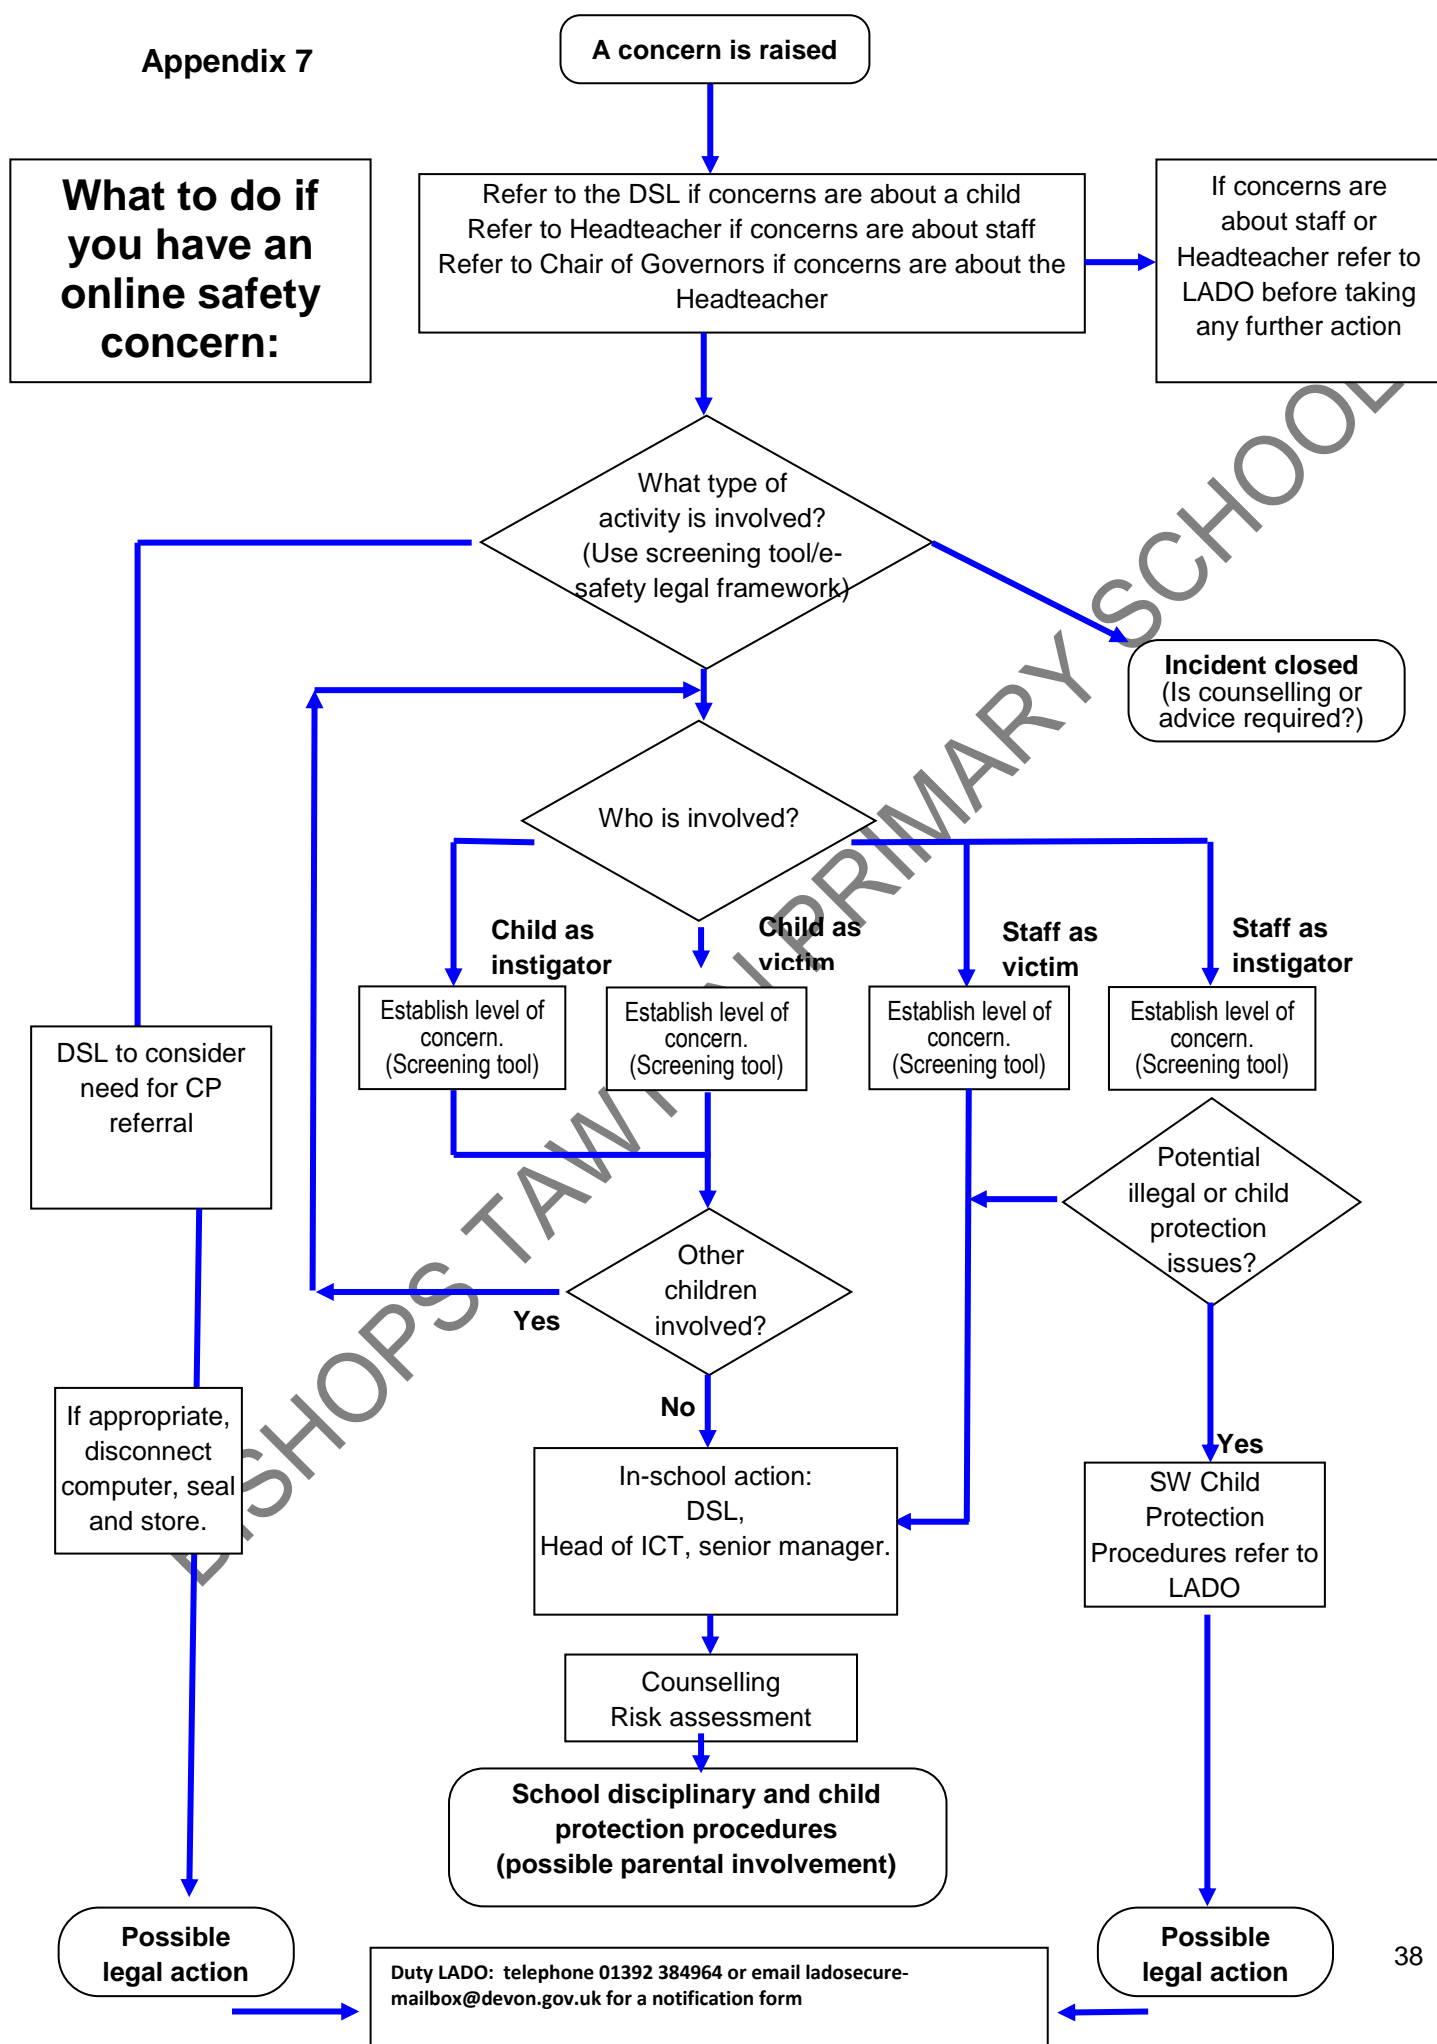 Appendix 7
A concern is raised
What to do if
you have an
online safety
concern:
Refer to the DSL if concerns are about a child
Refer to Headteacher if concerns are about staff
Refer to Chair of Governors if concerns are about the
Headteacher
If concerns are
about staff or
Headteacher refer to
LADO before taking
any further action
What type of
activity is involved?
(Use screening tool/e-
safety legal framework)
Incident closed
(Is counselling or
advice required?)
Who is involved?
Child as
instigator
Child as
victim
Staff as
victim
Staff as
instigator
Establish level of
concern.
(Screening tool)
Establish level of
concern.
(Screening tool)
Establish level of
concern.
(Screening tool)
Establish level of
concern.
(Screening tool)
DSL to consider
need for CP
referral
Potential
illegal or child
protection
issues?
Other
children
involved?
Yes
No
Yes
If appropriate,
disconnect
computer, seal
and store.
In-school action:
DSL,
Head of ICT, senior manager.
SW Child
Protection
Procedures refer to
LADO
Counselling
Risk assessment
School disciplinary and child
protection procedures
(possible parental involvement)
Possible
legal action
Possible
legal action
Duty LADO: telephone 01392 384964 or email ladosecure-
mailbox@devon.gov.uk for a notification form
38
BISHOPS TAWTON PRIMARY SCHOOL